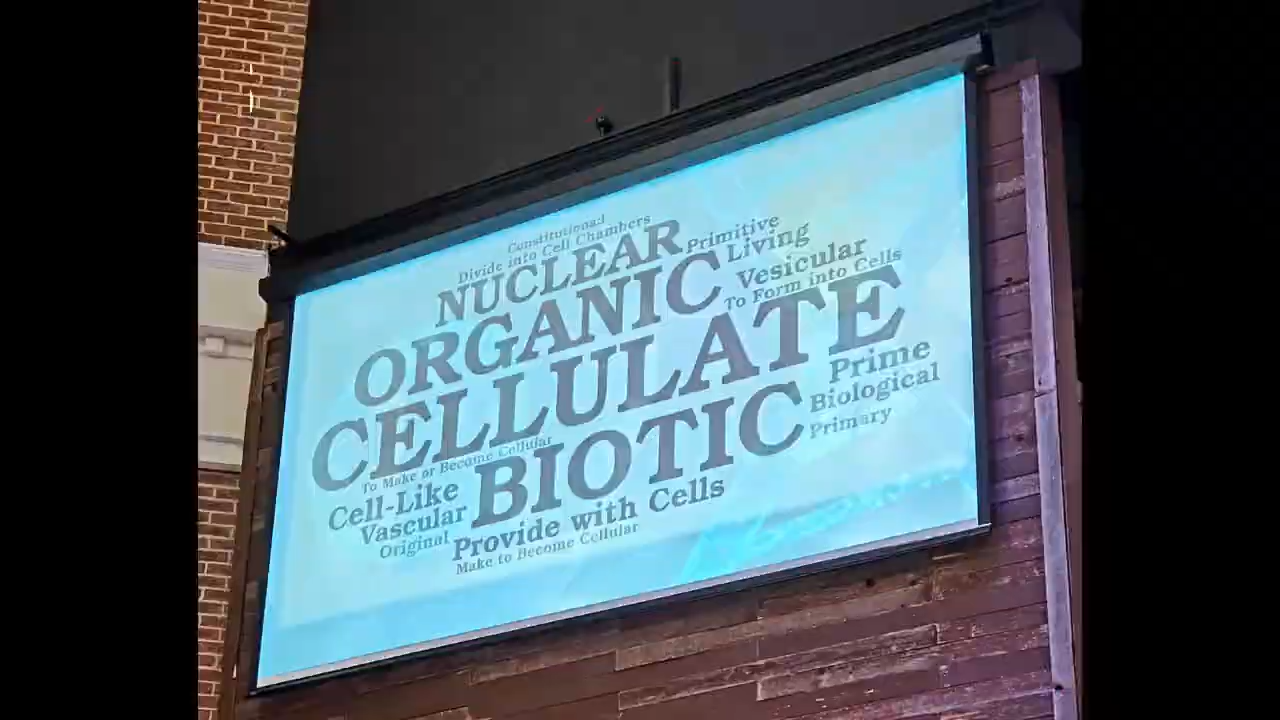 Constitutional
Divide into Cell Chambers
NUCLEAR
Primitive
Living
ORGANIC
Vesicular
To Form into Cells
CELLULATE
Prime
Biological
Primary
To Make or Become Cellular
BIOTIC
Cell-Like
Vascular
Original
Provide with Cells
Make to Become Cellular